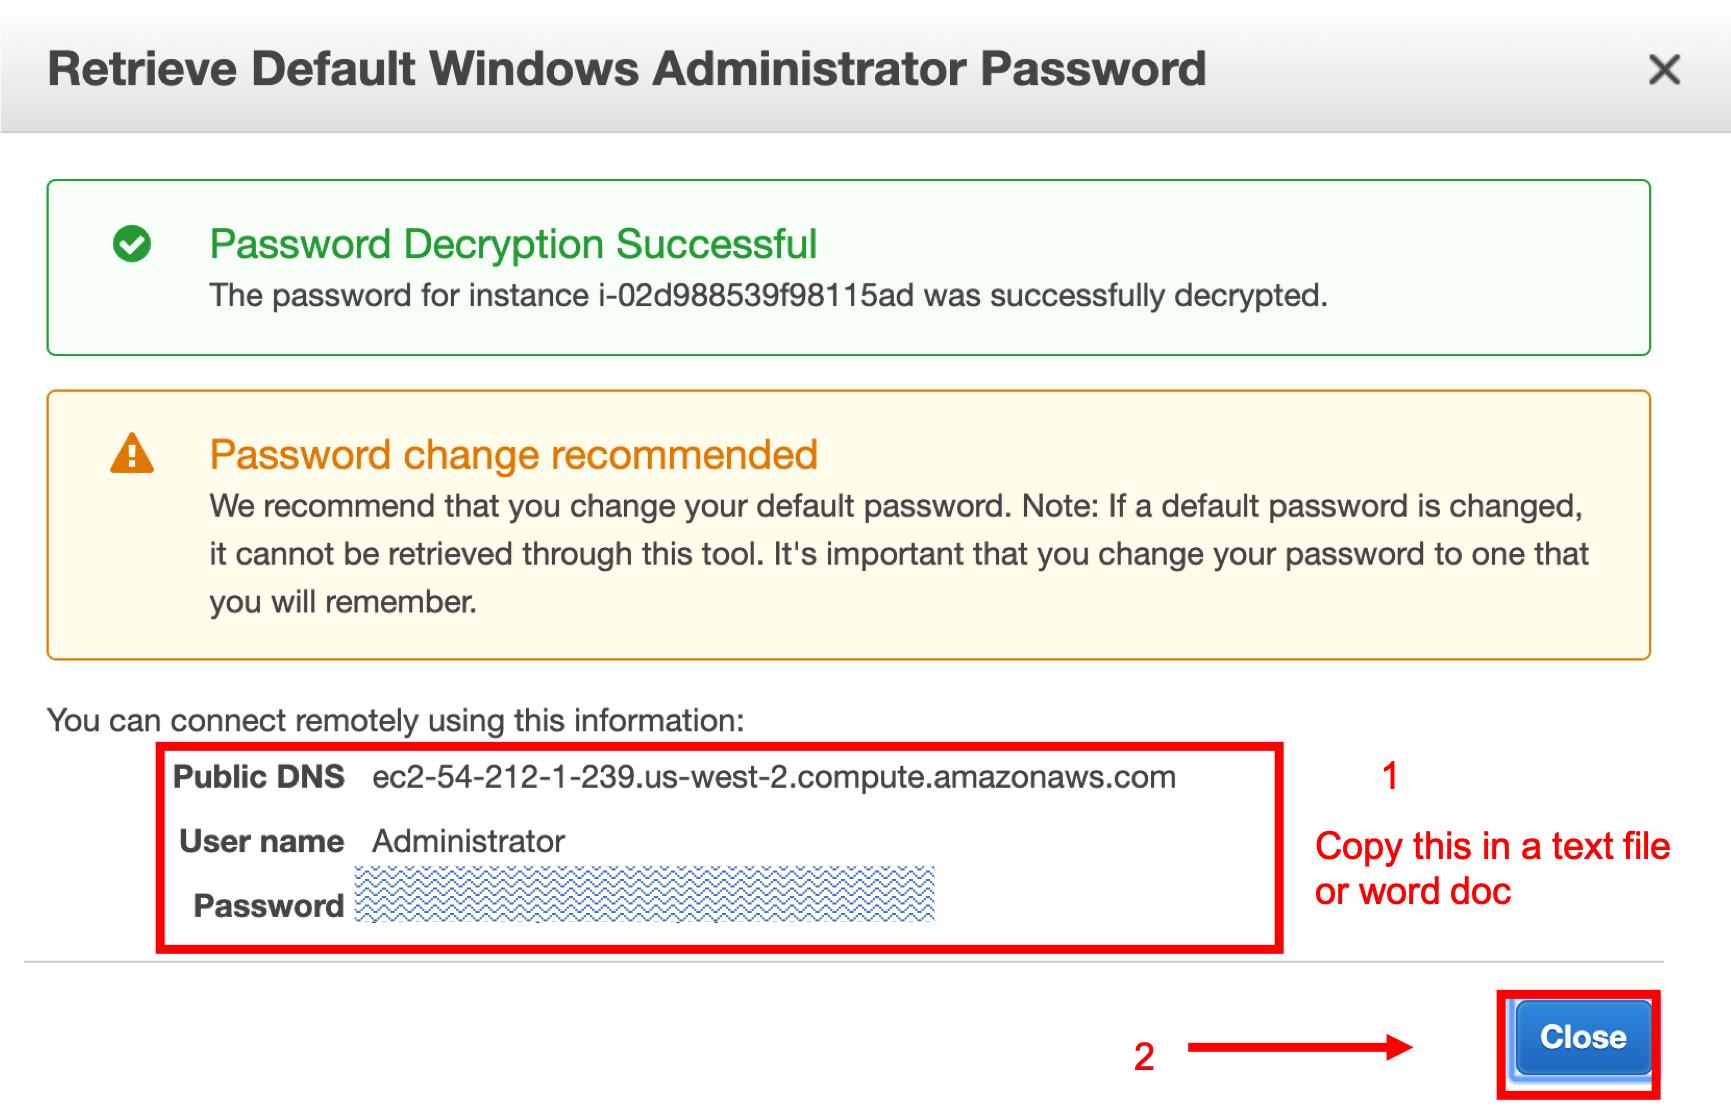 Retrieve Default Windows Administrator Password
Password Decryption Successful
The password for instance i-02d988539f98115ad was successfully decrypted.
Password change recommended
We recommend that you change your default password. Note: If a default password is changed,
it cannot be retrieved through this tool. It's important that you change your password to one that
you will remember.
You can connect remotely using this information:
Public DNS ec2-54-212-1-239.us-west-2.compute.amazonaws.com
User name Administrator
Password
1
Copy this in a text file
or word doc
2
Close